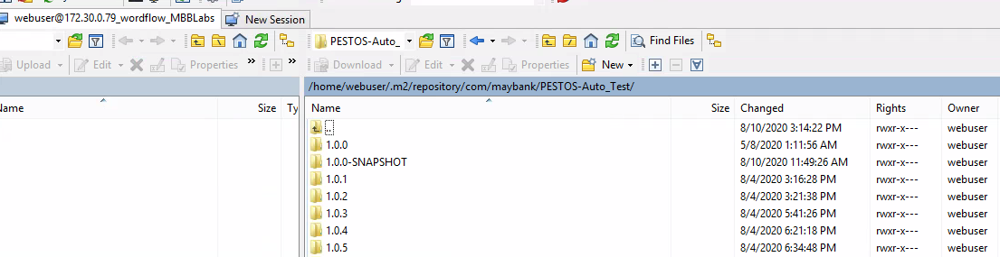 webuser@172.30.0.79_wordflow_MBBLabs New Session
PESTOS-Auto_ Find Files
Upload Edit Properties » » Download Edit Properties New
/home/webuser/.m2/repository/com/maybank/PESTOS-Auto_Test/
Name Size Ty Name Size Changed Rights Owner
.. 8/10/2020 3:14:22 PM rwxr-x--- webuser
1.0.0 5/8/2020 1:11:56 AM rwxr-x--- webuser
1.0.0-SNAPSHOT 8/10/2020 11:49:26 AM rwxr-x--- webuser
1.0.1 8/4/2020 3:16:28 PM rwxr-x--- webuser
1.0.2 8/4/2020 3:21:38 PM rwxr-x--- webuser
1.0.3 8/4/2020 5:41:26 PM rwxr-x--- webuser
1.0.4 8/4/2020 6:21:18 PM rwxr-x--- webuser
1.0.5 8/4/2020 6:34:48 PM rwxr-x--- webuser